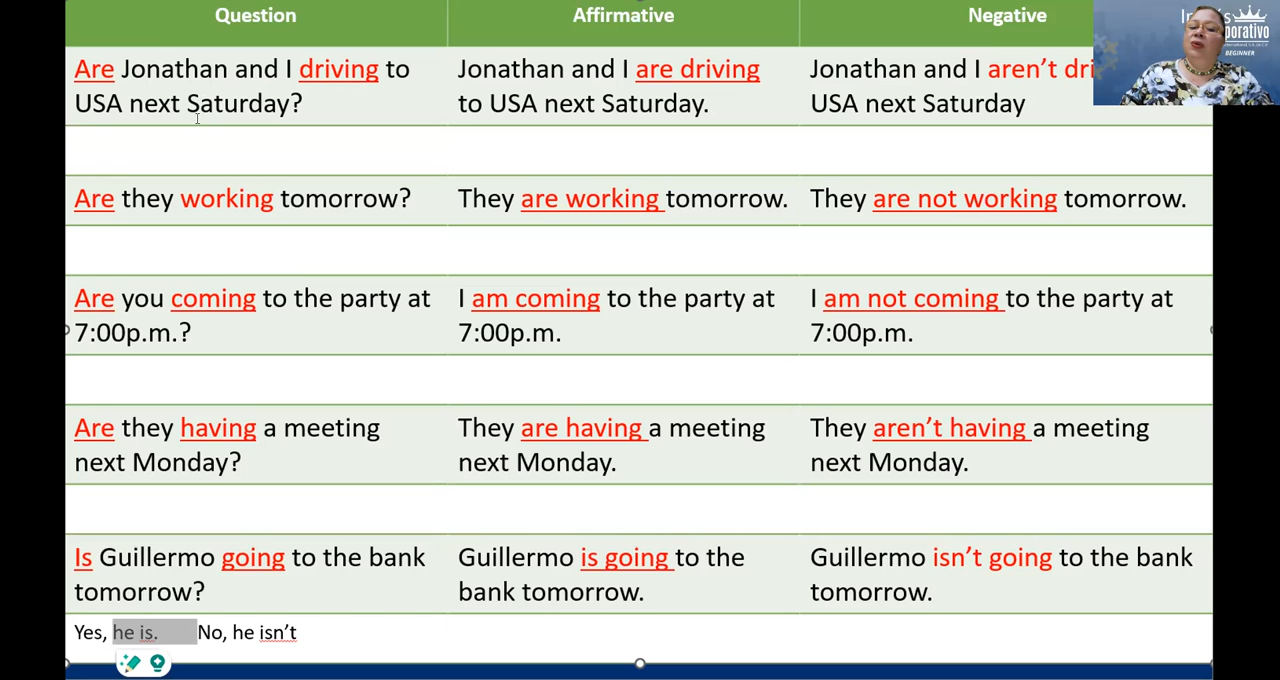 Question Affirmative Negative
Are Jonathan and I driving to
USA next Saturday?
Jonathan and I are driving
to USA next Saturday.
Jonathan and I aren't
USA next Saturday
Are they working tomorrow?
They are working tomorrow.
They are not working tomorrow.
Are you coming to the party at
7:00p.m.?
I am coming to the party at
7:00p.m.
I am not coming to the party at
7:00p.m.
Are they having a meeting
next Monday?
They are having a meeting
next Monday.
They aren't having a meeting
next Monday.
Is Guillermo going to the bank
tomorrow?
Guillermo is going to the
bank tomorrow.
Guillermo isn't going to the bank
tomorrow.
Yes, he is. No, he isn't
BEGINNER